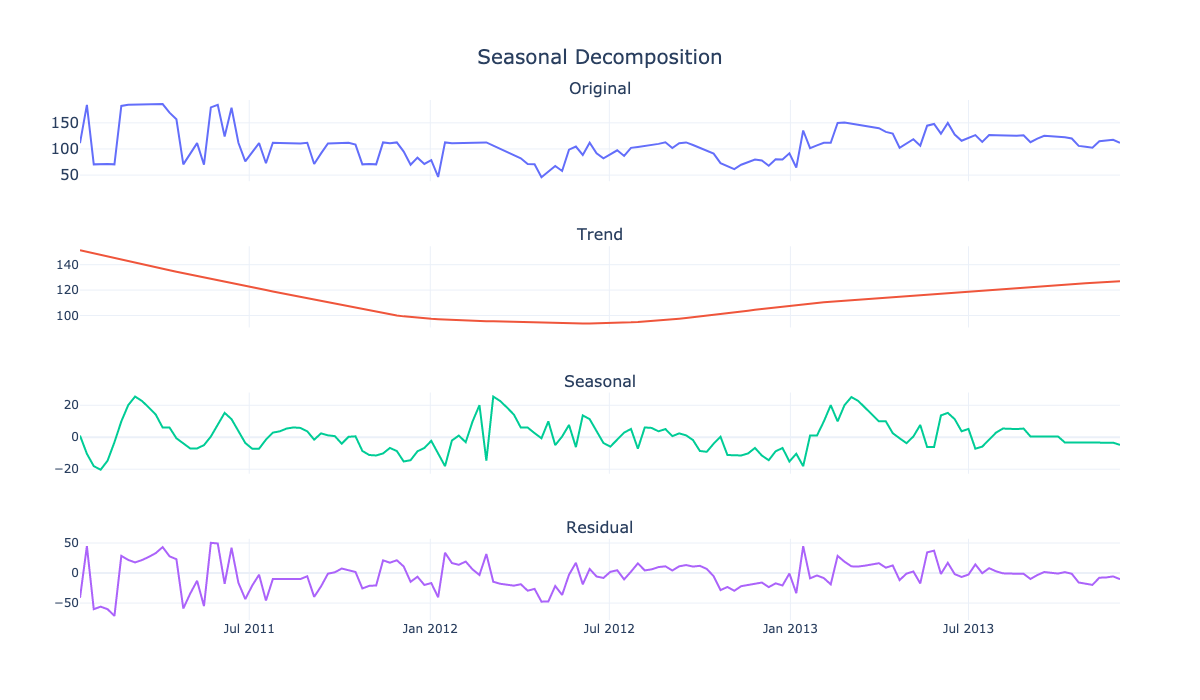 Seasonal Decomposition
Original
150
100
50
Trend
140
120
100
Seasonal
20
0
−20
Residual
50
0
−50
Jul 2011 Jan 2012 Jul 2012 Jan 2013 Jul 2013